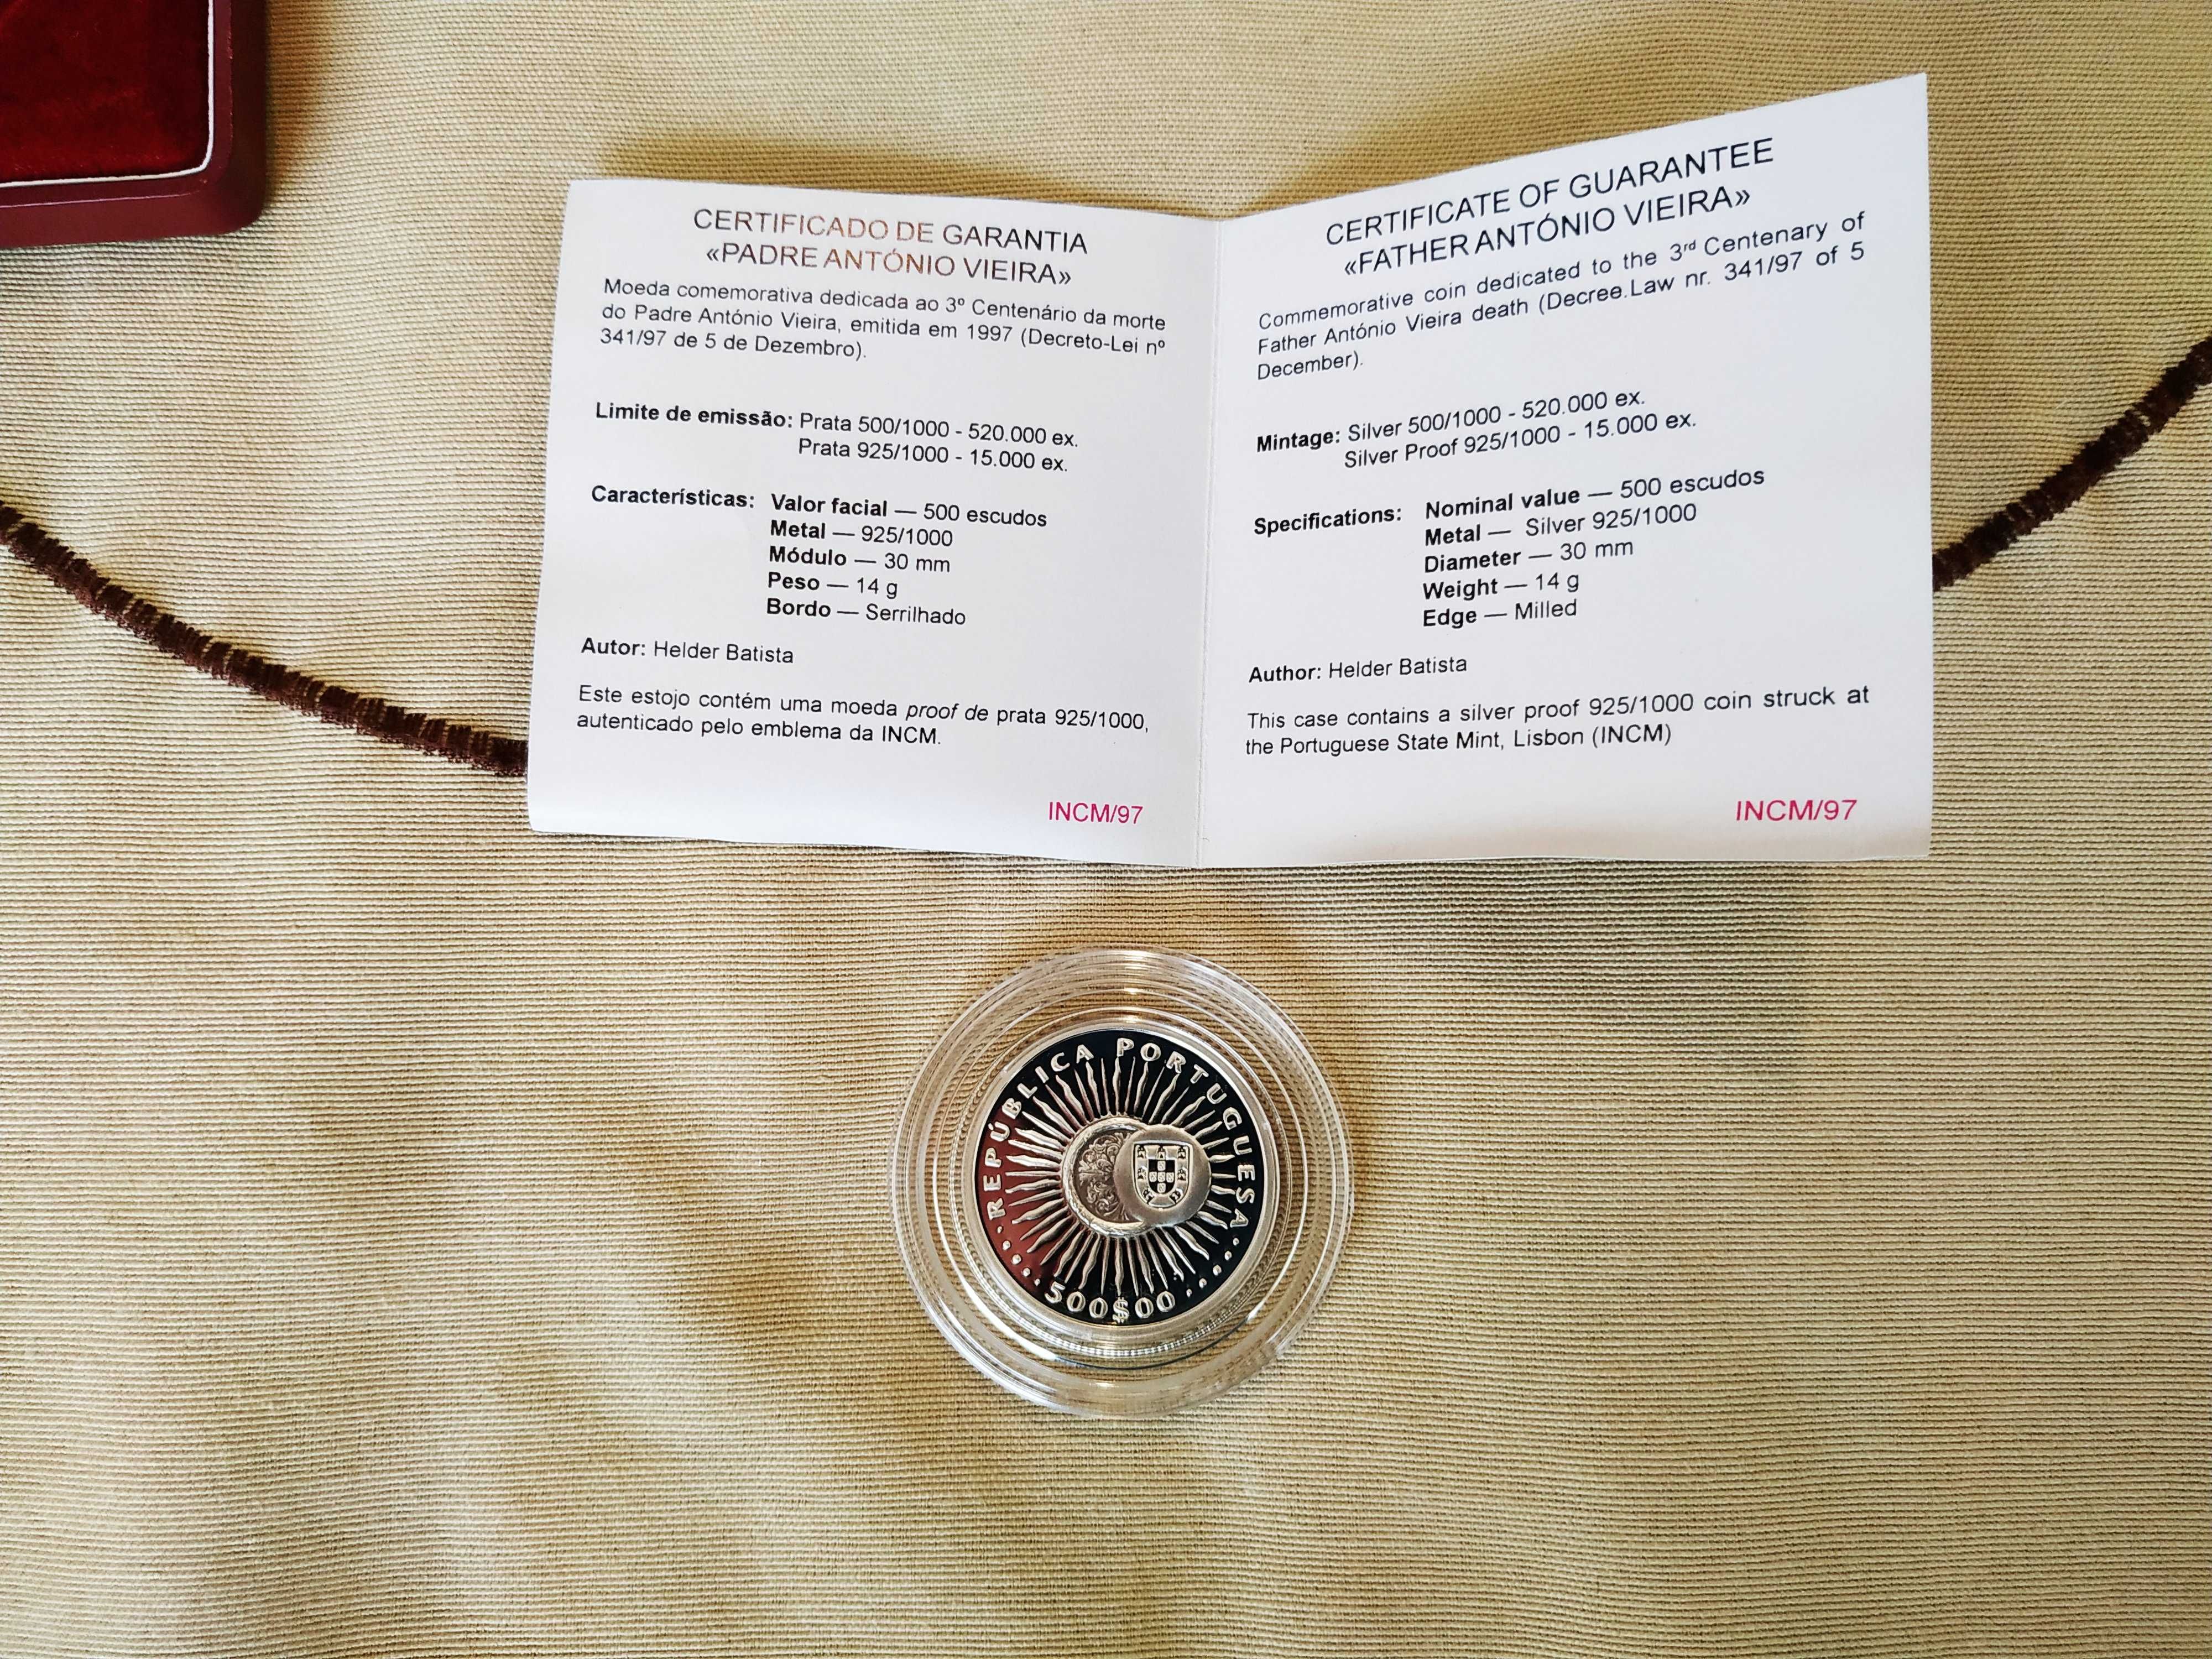 CERTIFICADO DE GARANTIA
«PADRE ANTÓNIO VIEIRA»
Moeda comemorativa dedicada ao 3º Centenário da morte
do Padre António Vieira, emitida em 1997 (Decreto-Lei nº
341/97 de 5 de Dezembro).
Limite de emissão: Prata 500/1000 - 520.000 ex.
Prata 925/1000 - 15.000 ex.
Características: Valor facial — 500 escudos
Metal — 925/1000
Módulo — 30 mm
Peso — 14 g
Bordo — Serrilhado
Autor: Helder Batista
Este estojo contém uma moeda proof de prata 925/1000,
autenticado pelo emblema da INCM.
INCM/97
CERTIFICATE OF GUARANTEE
«FATHER ANTÓNIO VIEIRA»
Commemorative coin dedicated to the 3rd Centenary of
Father António Vieira death (Decree.Law nr. 341/97 of 5
December).
Mintage: Silver 500/1000 - 520.000 ex.
Silver Proof 925/1000 - 15.000 ex.
Specifications: Nominal value — 500 escudos
Metal — Silver 925/1000
Diameter — 30 mm
Weight — 14 g
Edge — Milled
Author: Helder Batista
This case contains a silver proof 925/1000 coin struck at
the Portuguese State Mint, Lisbon (INCM)
INCM/97
REPÚBLICA PORTUGUESA
500$00